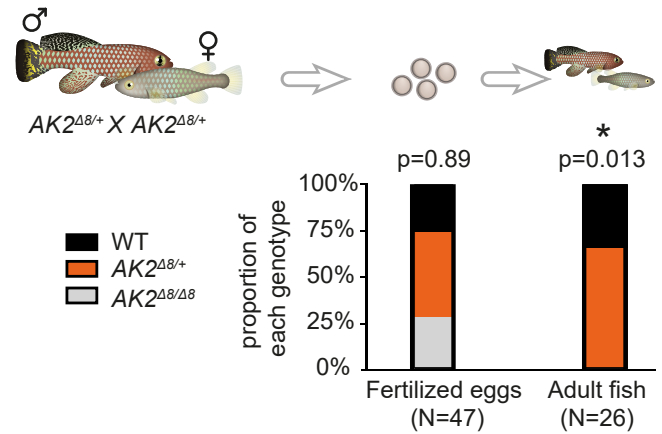 ♂
♀
AK2Δ8/+ X AK2Δ8/+
*
p=0.89
p=0.013
100%
75%
50%
25%
0%
proportion of
each genotype
WT
AK2Δ8/+
AK2Δ8/Δ8
Fertilized eggs
(N=47)
Adult fish
(N=26)